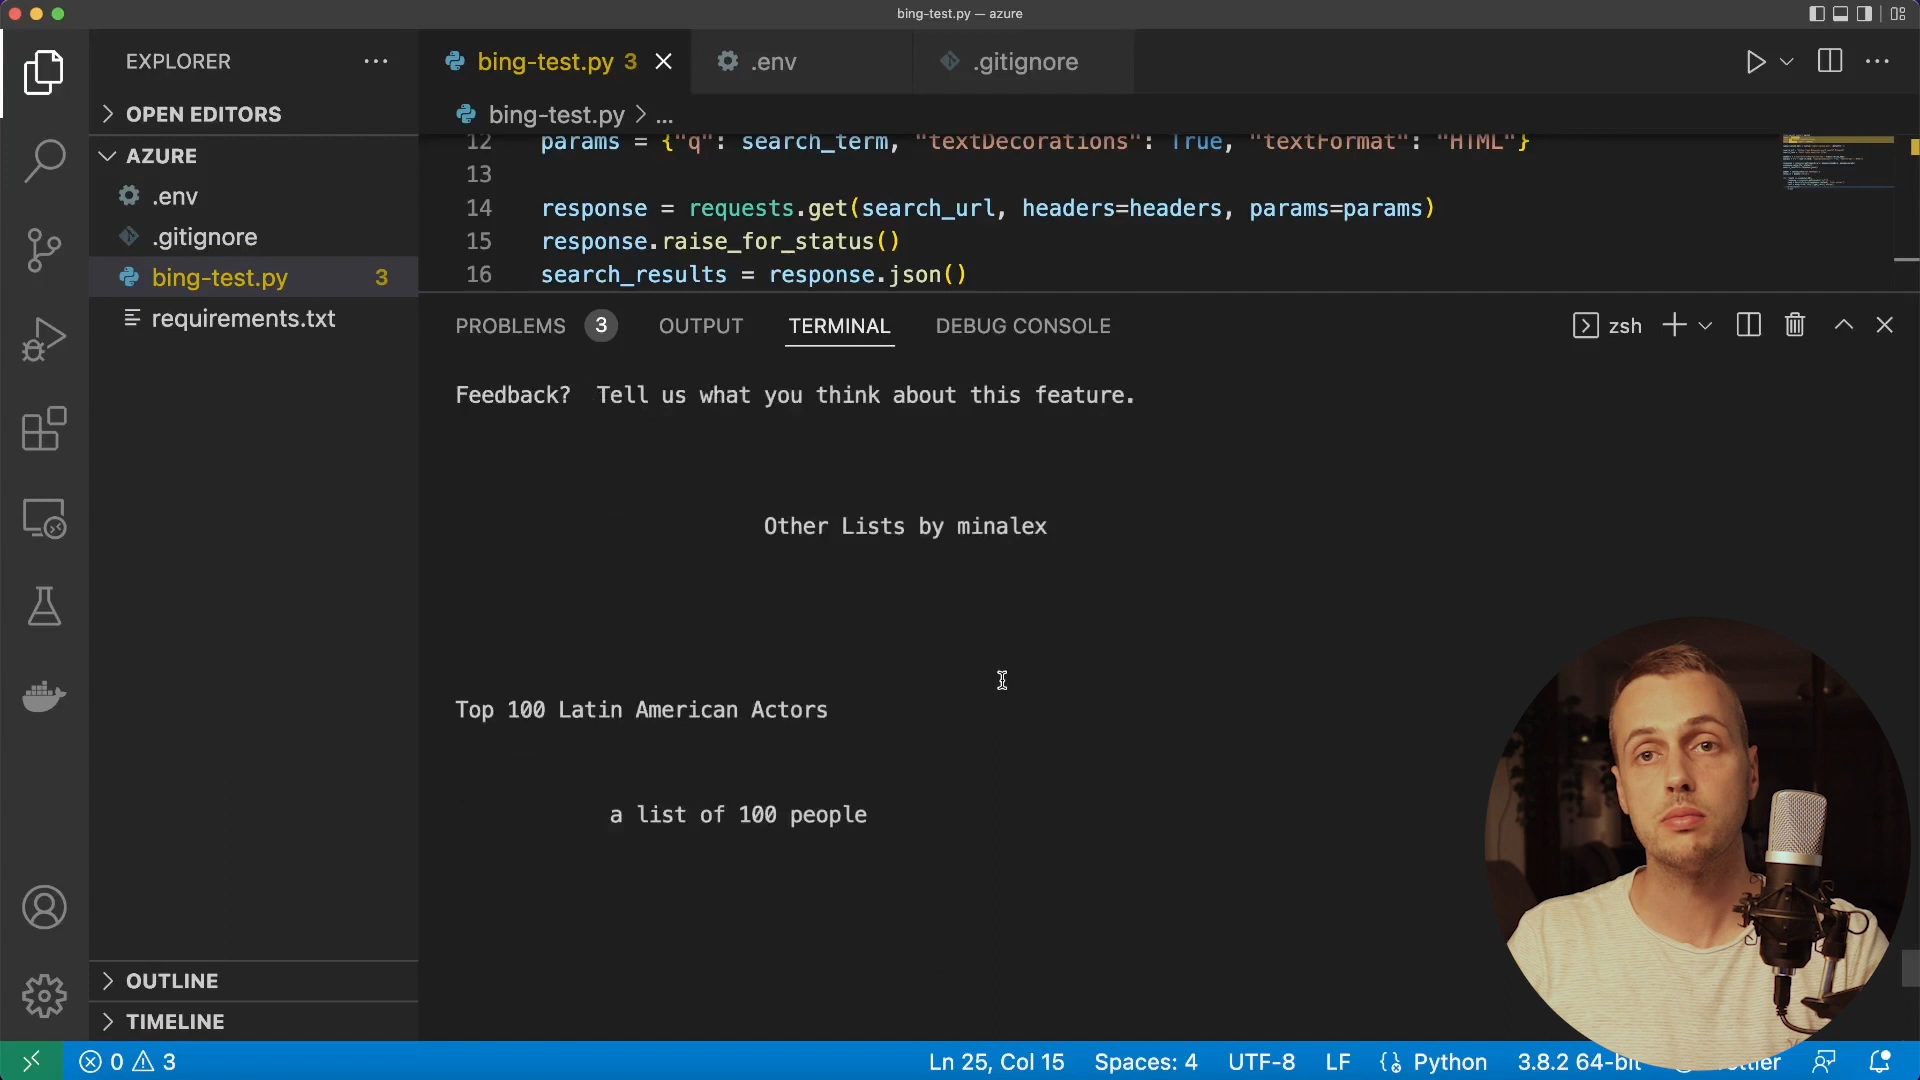 bing-test.py — azure
EXPLORER
OPEN EDITORS
AZURE
.env
.gitignore
bing-test.py 3
requirements.txt
OUTLINE
TIMELINE
bing-test.py 3
.env
.gitignore
bing-test.py > ...
12 params = {"q": search_term, "textDecorations": True, "textFormat": "HTML"}
13
14 response = requests.get(search_url, headers=headers, params=params)
15 response.raise_for_status()
16 search_results = response.json()
PROBLEMS 3 OUTPUT TERMINAL DEBUG CONSOLE
zsh
Feedback? Tell us what you think about this feature.
Other Lists by minalex
Top 100 Latin American Actors
a list of 100 people
0 3
Ln 25, Col 15 Spaces: 4 UTF-8 LF Python 3.8.2 64-bit